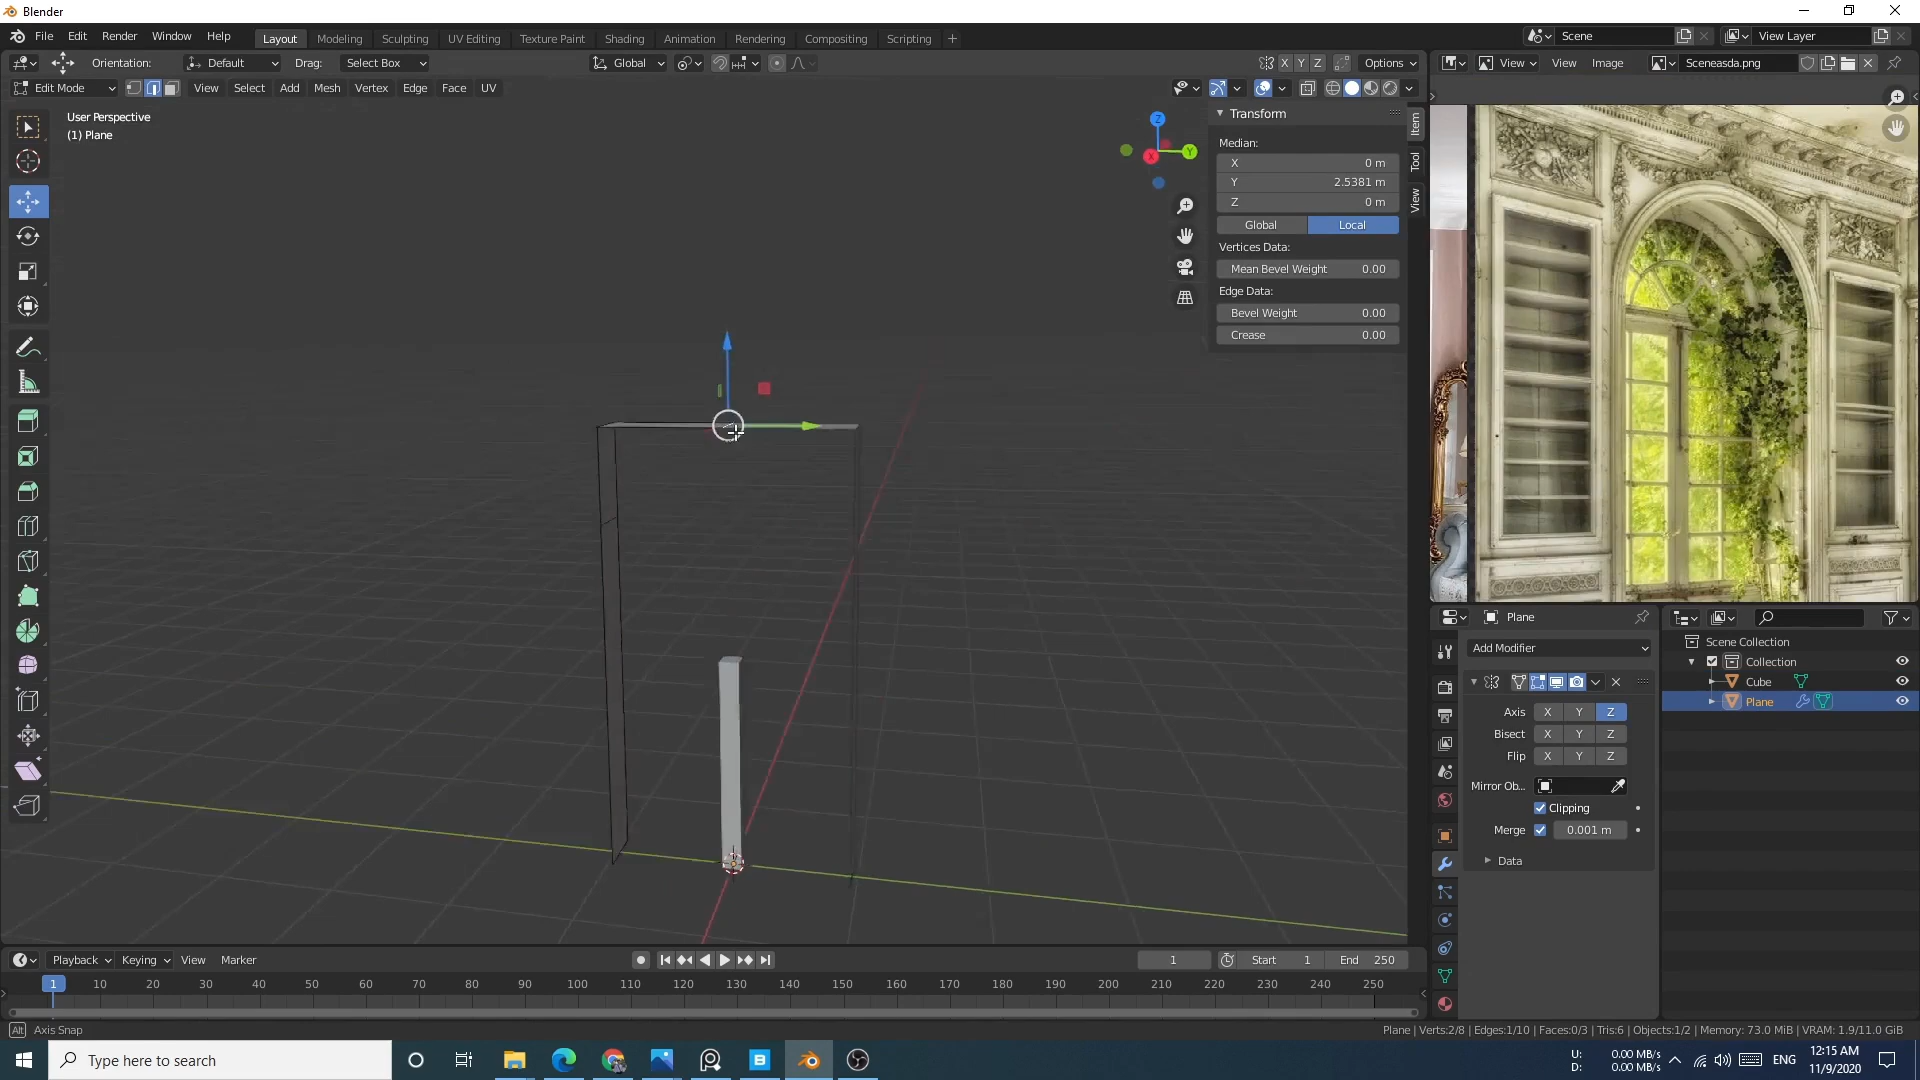 Blender
File Edit Render Window Help
Layout Modeling Sculpting UV Editing Texture Paint Shading Animation Rendering Compositing Scripting +
Scene
View Layer
Orientation: Default Drag: Select Box
Global
X Y Z Options
View View Image Sceneasda.png
Edit Mode View Select Add Mesh Vertex Edge Face UV
User Perspective
(1) Plane
Z
Y
X
Transform
Median:
X 0 m
Y 2.5381 m
Z 0 m
Global Local
Vertices Data:
Mean Bevel Weight 0.00
Edge Data:
Bevel Weight 0.00
Crease 0.00
Item
Tool
View
Plane
Add Modifier
Axis X Y Z
Bisect X Y Z
Flip X Y Z
Mirror Ob...
Clipping
Merge 0.001 m
Data
Scene Collection
Collection
Cube
Plane
Playback Keying View Marker
1 Start 1 End 250
1 10 20 30 40 50 60 70 80 90 100 110 120 130 140 150 160 170 180 190 200 210 220 230 240 250
Alt Axis Snap
Plane | Verts:2/8 | Edges:1/10 | Faces:0/3 | Tris:6 | Objects:1/2 | Memory: 73.0 MiB | VRAM: 1.9/11.0 GiB
Type here to search
U: 0.00 MB/s
D: 0.00 MB/s
ENG
12:15 AM
11/9/2020